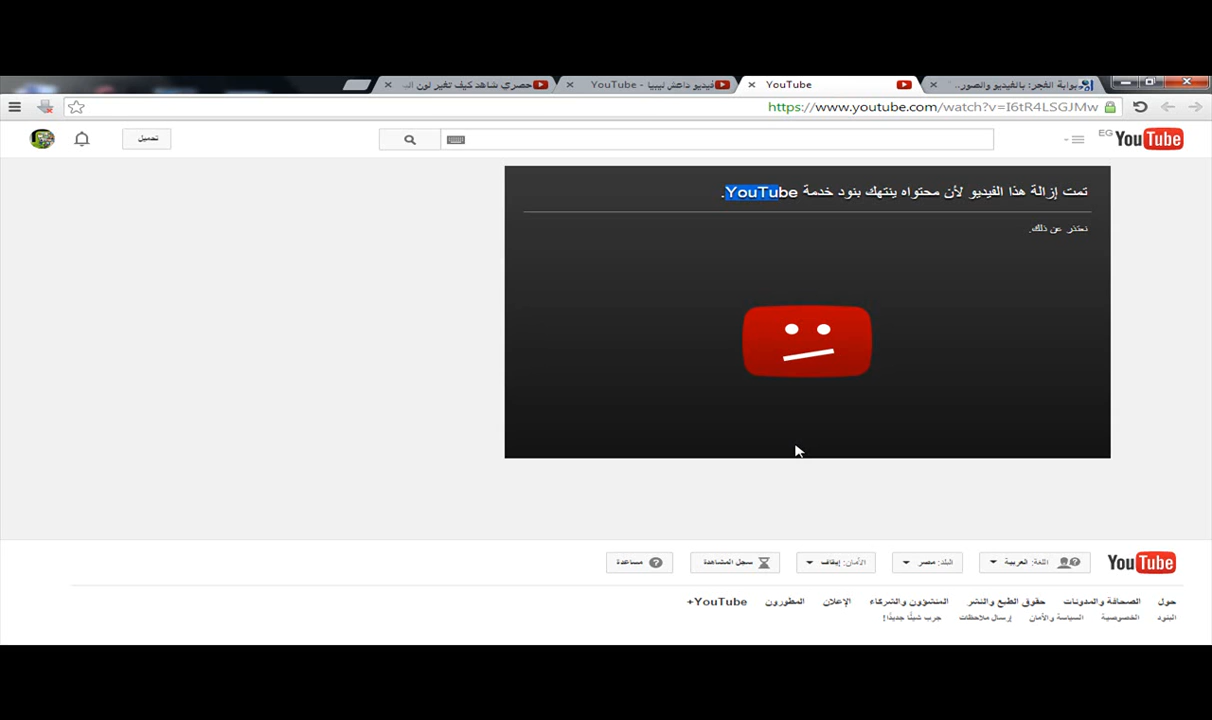 بوابة الفجر: بالفيديو والصور..
YouTube
فيديو داعش ليبيا - YouTube
حصري شاهد كيف تغير لون الب
https://www.youtube.com/watch?v=I6tR4LSGJMw
YouTube EG
تحميل
تمت إزالة هذا الفيديو لأن محتواه ينتهك بنود خدمة YouTube.
نعتذر عن ذلك.
YouTube
اللغة: العربية
البلد: مصر
الأمان: إيقاف
سجل المشاهدة
مساعدة
حول الصحافة والمدونات حقوق الطبع والنشر المنشئون والشركاء الإعلان المطورون YouTube+
البنود الخصوصية السياسة والأمان إرسال ملاحظات جرب شيئًا جديدًا!